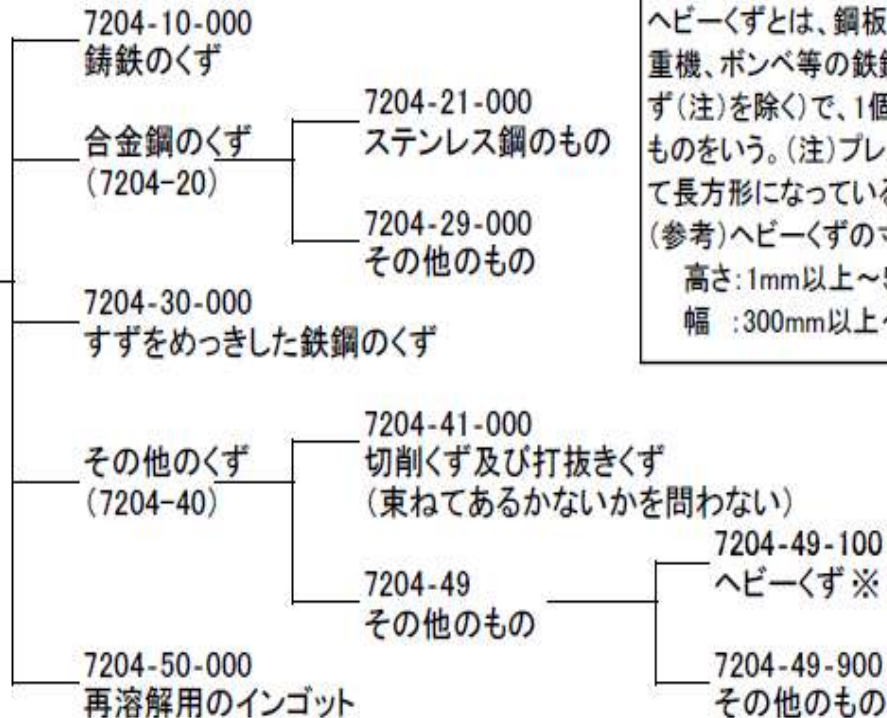 7204-10-000
鋳鉄のくず
合金鋼のくず
(7204-20)
7204-21-000
ステンレス鋼のもの
7204-29-000
その他のもの
7204-30-000
すずをめっきした鉄鋼のくず
その他のくず
(7204-40)
7204-41-000
切削くず及び打抜きくず
(束ねてあるかないかを問わない)
7204-49
その他のもの
7204-49-100
ヘビーくず※
7204-49-900
その他のもの
7204-50-000
再溶解用のインゴット
ヘビーくずとは、鋼板
重機、ボンベ等の鉄
ず(注)を除く)で、1個
ものをいう。(注)プレ
て長方形になっている
(参考)ヘビーくずの
高さ:1mm以上～
幅 :300mm以上